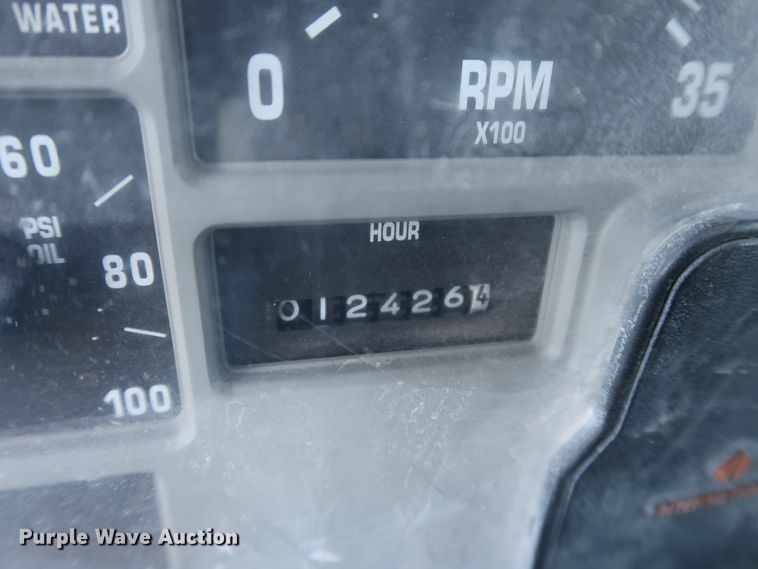 WATER
0
RPM
X100
35
60
PSI
OIL
80
100
HOUR
0124264
Purple Wave Auction